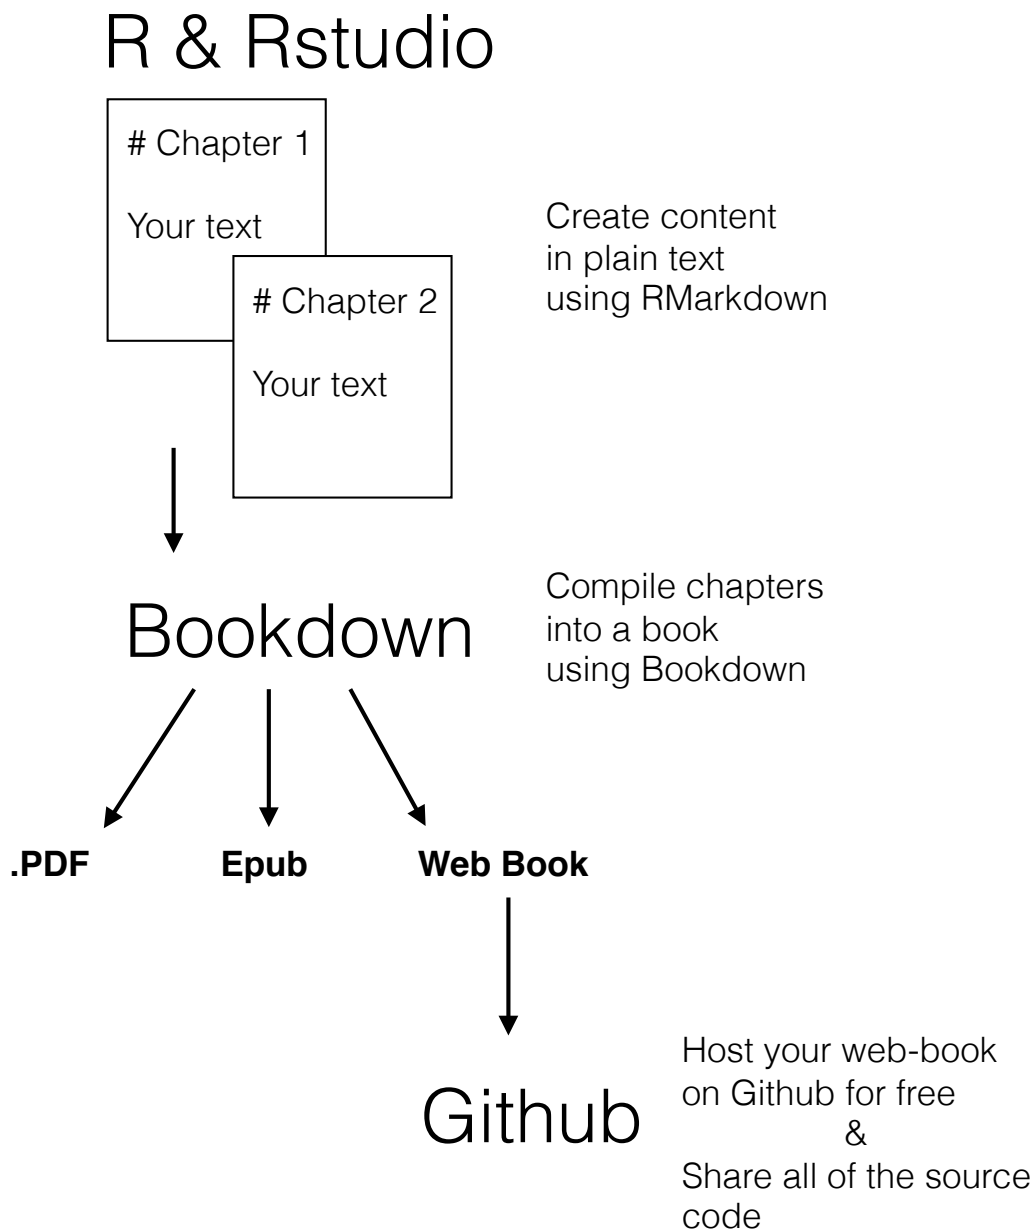 R & Rstudio
# Chapter 1
Your text
# Chapter 2
Your text
Create content
in plain text
using RMarkdown
Bookdown
Compile chapters
into a book
using Bookdown
.PDF
Epub
Web Book
Github
Host your web-book
on Github for free
&
Share all of the source
code